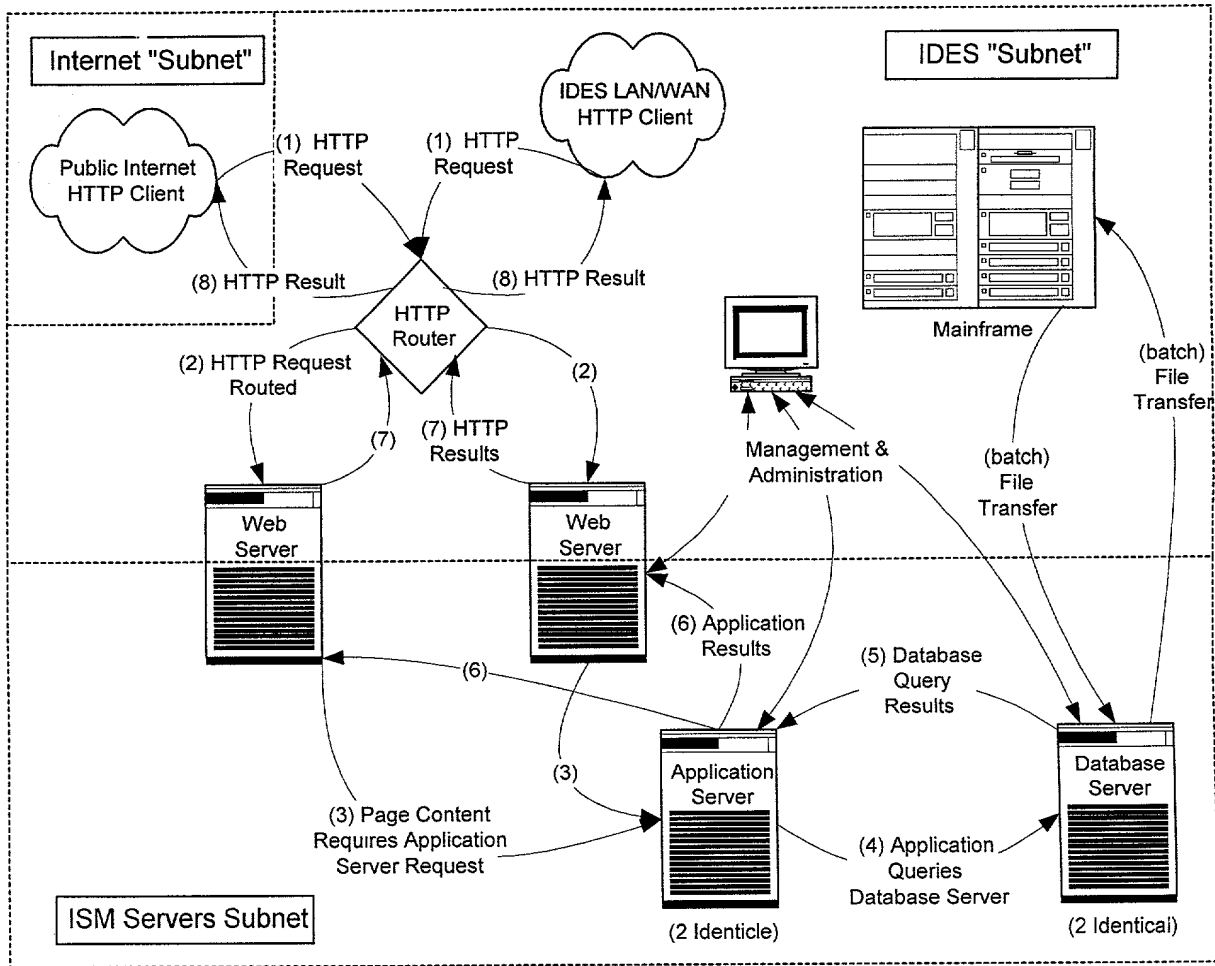 Internet "Subnet"
IDES "Subnet"
IDES LAN/WAN
HTTP Client
Public Internet
HTTP Client
(1) HTTP
Request
(1) HTTP
Request
(8) HTTP Result
(8) HTTP Result
HTTP
Router
Mainframe
(2) HTTP Request
Routed
(2)
(7)
(7) HTTP
Results
(batch)
File
Transfer
(batch)
File
Transfer
Management &
Administration
Web
Server
Web
Server
(6) Application
Results
(6)
(5) Database
Query
Results
(3)
Application
Server
Database
Server
(3) Page Content
Requires Application
Server Request
(4) Application
Queries
Database Server
ISM Servers Subnet
(2 Identicle)
(2 Identical)